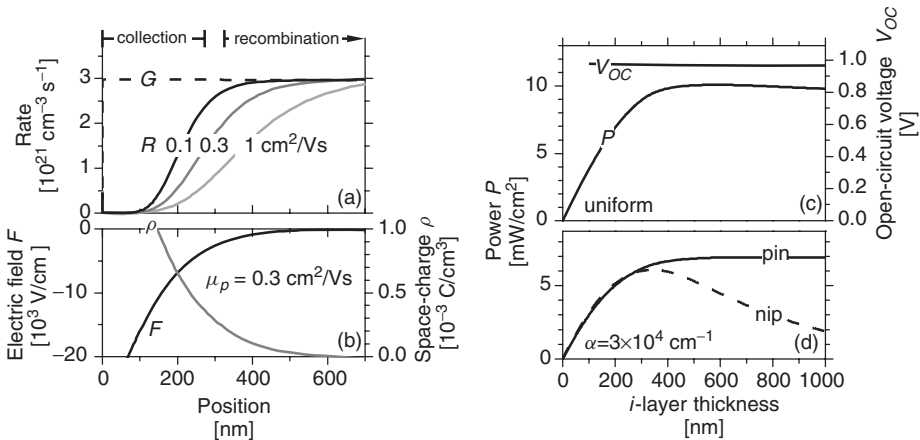 collection
recombination
Rate
[10²¹ cm⁻³ s⁻¹]
4
3
2
1
0
G
R 0.1 0.3 1 cm²/Vs
(a)
Electric field F
[10³ V/cm]
0
−10
−20
ρ
μp = 0.3 cm²/Vs
F
(b)
1.0
0.5
0.0
Space-charge ρ
[10⁻³ C/cm³]
0 200 400 600
Position
[nm]
Power P
[mW/cm²]
10
5
0
VOC
P
uniform
(c)
1.0
0.8
0.6
0.4
0.2
0.0
Open-circuit voltage VOC
[V]
10
5
0
pin
nip
α=3×10⁴ cm⁻¹
(d)
0 200 400 600 800 1000
i-layer thickness
[nm]